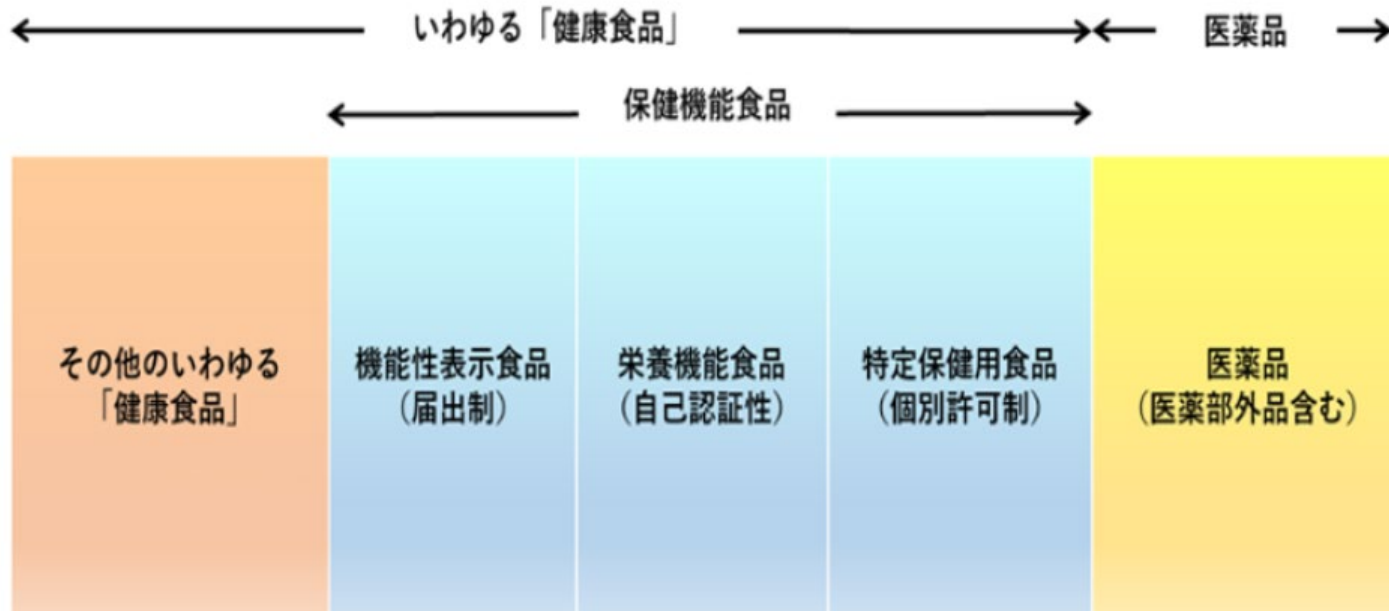 いわゆる「健康食品」
医薬品
保健機能食品
その他のいわゆる
「健康食品」
機能性表示食品
（届出制）
栄養機能食品
（自己認証性）
特定保健用食品
（個別許可制）
医薬品
（医薬部外品含む）